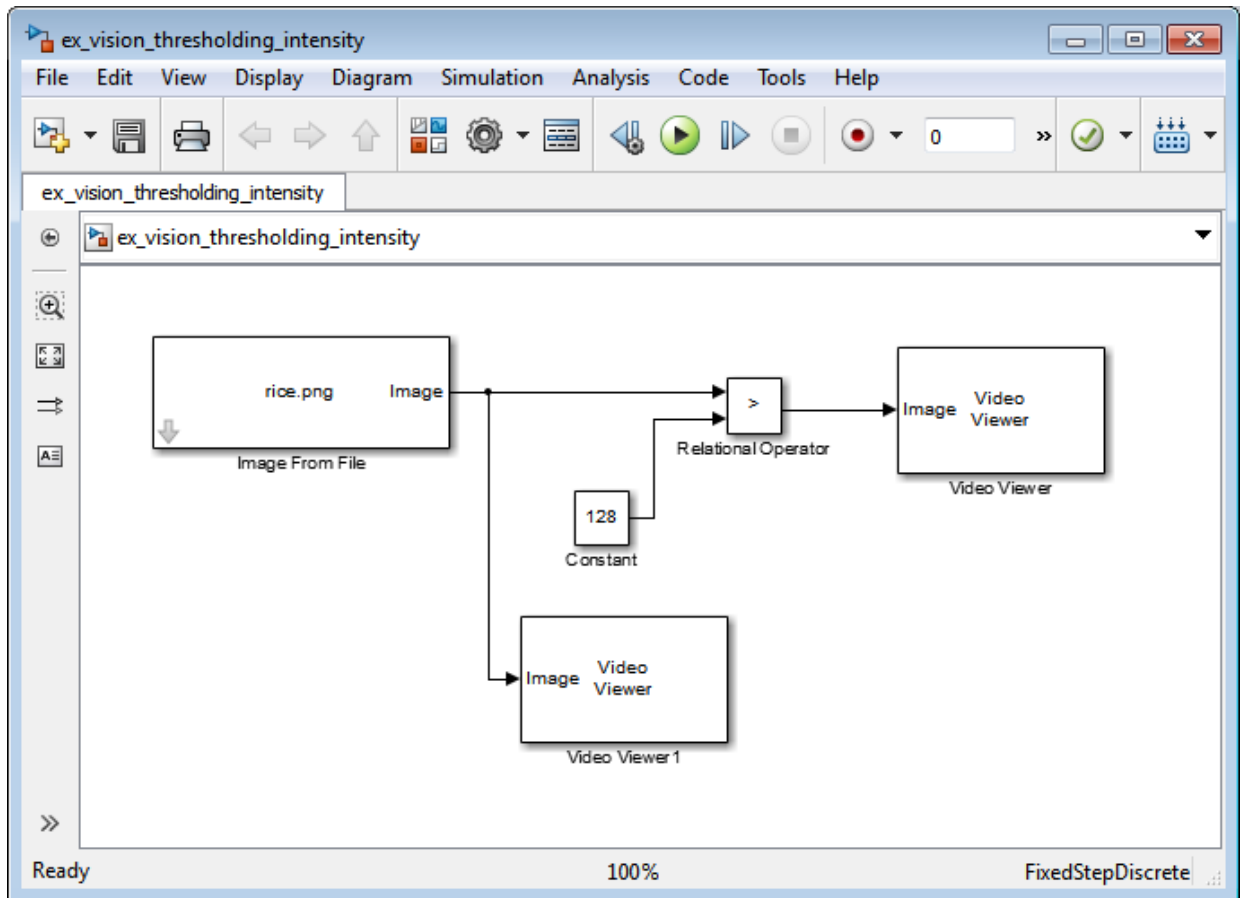 ex_vision_thresholding_intensity
File Edit View Display Diagram Simulation Analysis Code Tools Help
0 »
ex_vision_thresholding_intensity
ex_vision_thresholding_intensity
rice.png Image
Image From File
>
Relational Operator
Image Video
Viewer
Video Viewer
128
Constant
Image Video
Viewer
Video Viewer1
Ready 100% FixedStepDiscrete